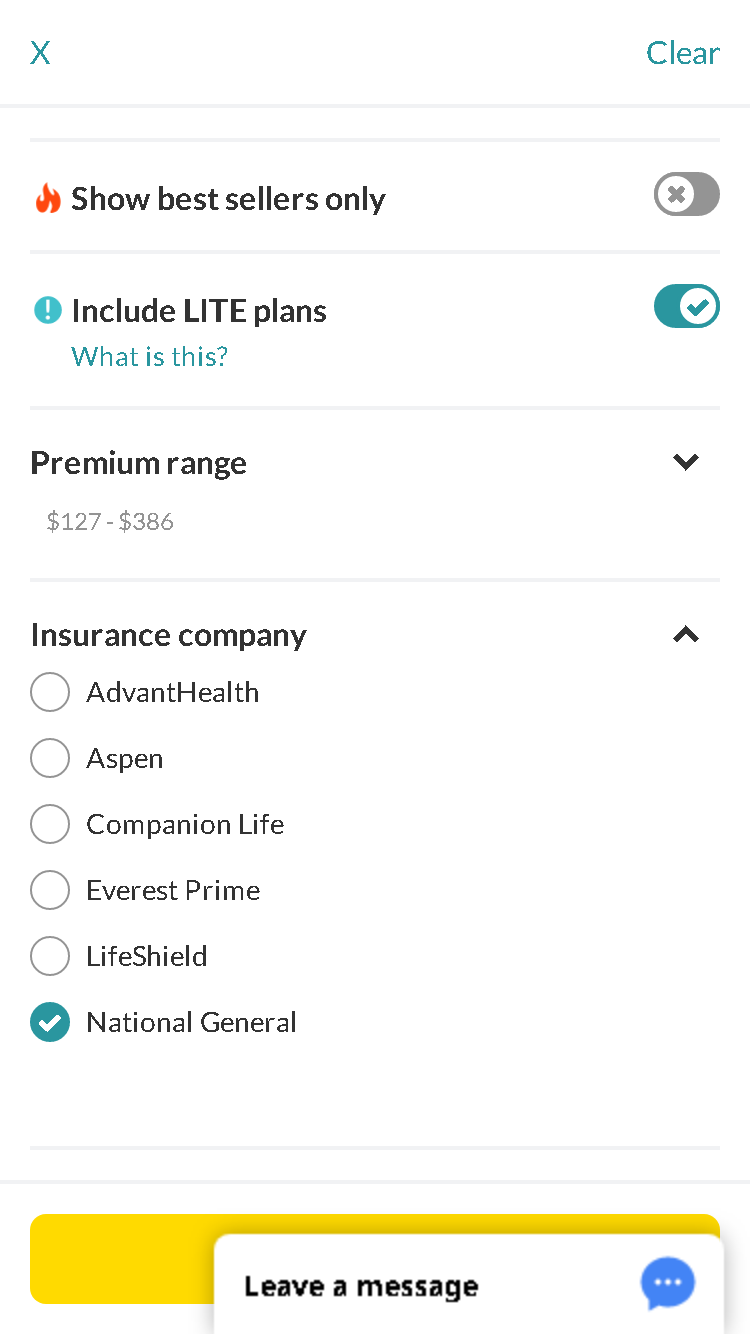 X
Clear
Show best sellers only
Include LITE plans
What is this?
Premium range
$127 - $386
Insurance company
AdvantHealth
Aspen
Companion Life
Everest Prime
LifeShield
National General
Leave a message